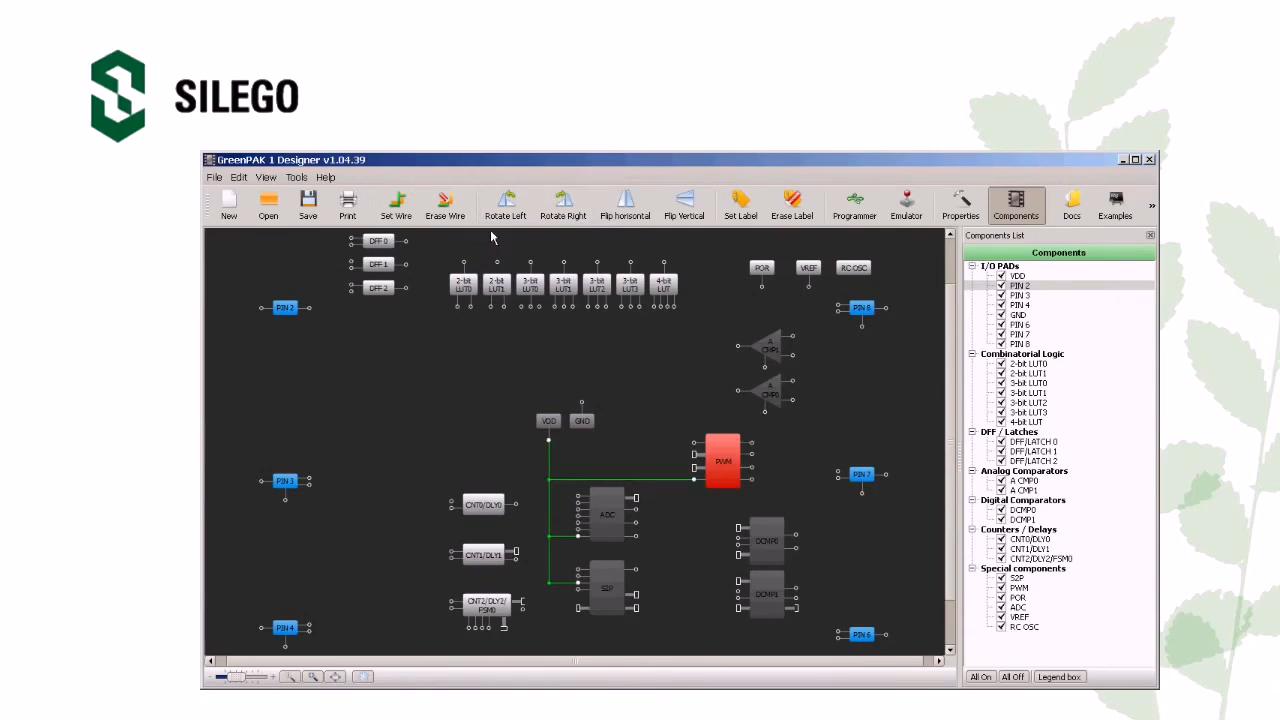 SILEGO
GreenPAK 1 Designer v1.04.39
File Edit View Tools Help
New Open Save Print Set Wire Erase Wire Rotate Left Rotate Right Flip horizontal Flip Vertical Set Label Erase Label Programmer Emulator Properties Components Docs Examples »
Components List
Components
I/O PADs
VDD
PIN 2
PIN 3
PIN 4
GND
PIN 6
PIN 7
PIN 8
Combinatorial Logic
2-bit LUT0
2-bit LUT1
3-bit LUT0
3-bit LUT1
3-bit LUT2
3-bit LUT3
4-bit LUT
DFF / Latches
DFF/LATCH 0
DFF/LATCH 1
DFF/LATCH 2
Analog Comparators
A CMP0
A CMP1
Digital Comparators
DCMP0
DCMP1
Counters / Delays
CNT0/DLY0
CNT1/DLY1
CNT2/DLY2/FSM0
Special components
S2P
PWM
POR
ADC
VREF
RC OSC
All On All Off Legend box
DFF 0
DFF 1
DFF 2
2-bit
LUT0
2-bit
LUT1
3-bit
LUT0
3-bit
LUT1
3-bit
LUT2
3-bit
LUT3
4-bit
LUT
POR VREF RC OSC
PIN 2
PIN 8
A
CMP1
A
CMP0
VDD GND
PWM
PIN 3
PIN 7
CNT0/DLY0
ADC
DCMP0
CNT1/DLY1
S2P
DCMP1
CNT2/DLY2/
FSM0
PIN 4
PIN 6